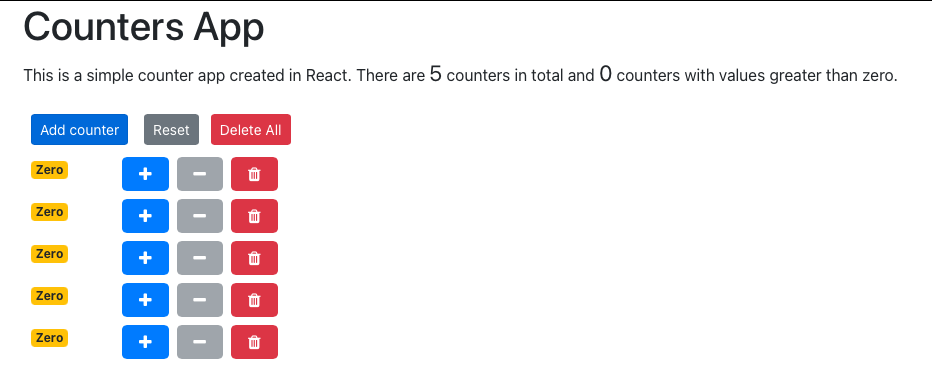 Counters App
This is a simple counter app created in React. There are 5 counters in total and 0 counters with values greater than zero.
Add counter Reset Delete All
Zero
Zero
Zero
Zero
Zero